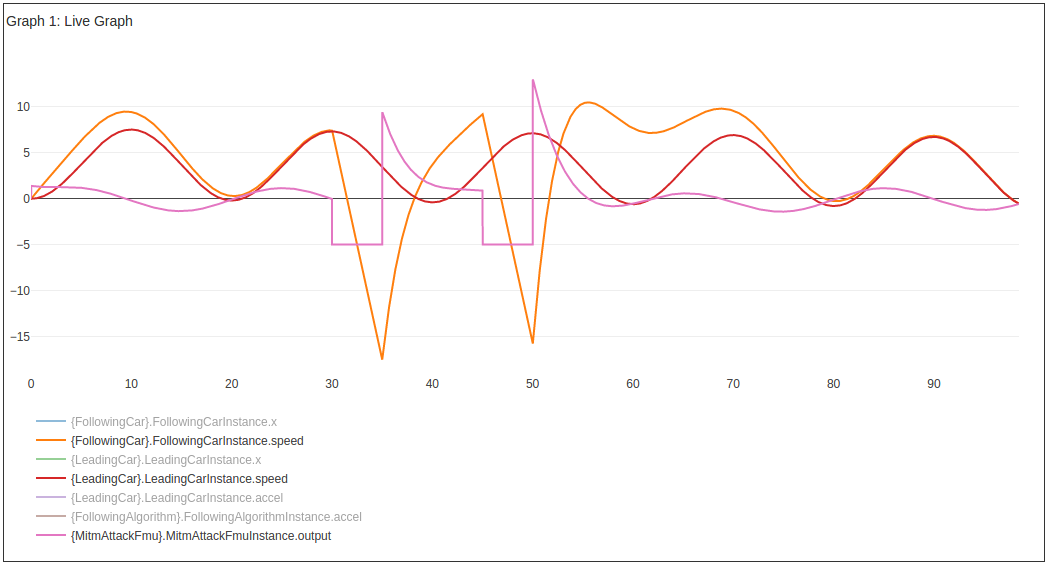 Graph 1: Live Graph
10
5
0
−5
−10
−15
0 10 20 30 40 50 60 70 80 90
{FollowingCar}.FollowingCarInstance.x
{FollowingCar}.FollowingCarInstance.speed
{LeadingCar}.LeadingCarInstance.x
{LeadingCar}.LeadingCarInstance.speed
{LeadingCar}.LeadingCarInstance.accel
{FollowingAlgorithm}.FollowingAlgorithmInstance.accel
{MitmAttackFmu}.MitmAttackFmuInstance.output